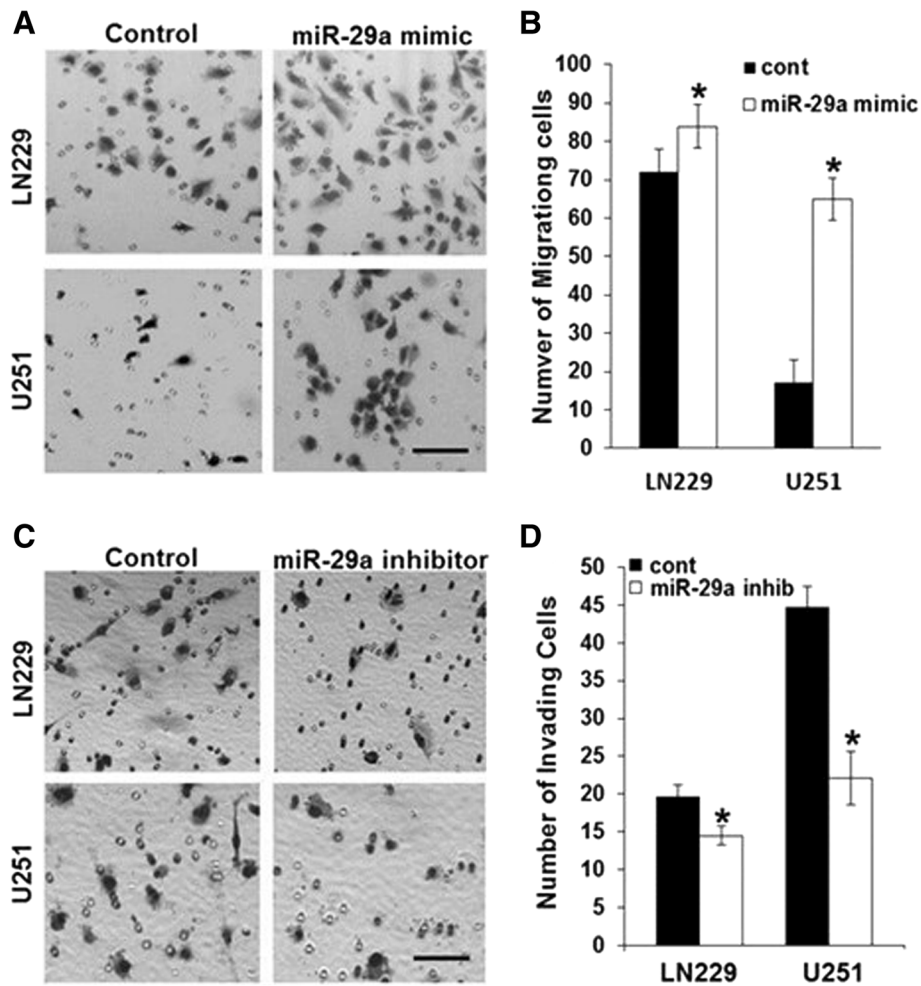 A
Control
miR-29a mimic
LN229
U251
B
Numver of Migrationg cells
100
90
80
70
60
50
40
30
20
10
0
cont
miR-29a mimic
*
*
LN229
U251
C
Control
miR-29a inhibitor
LN229
U251
D
Number of Invading Cells
50
45
40
35
30
25
20
15
10
5
0
cont
miR-29a inhib
*
*
LN229
U251